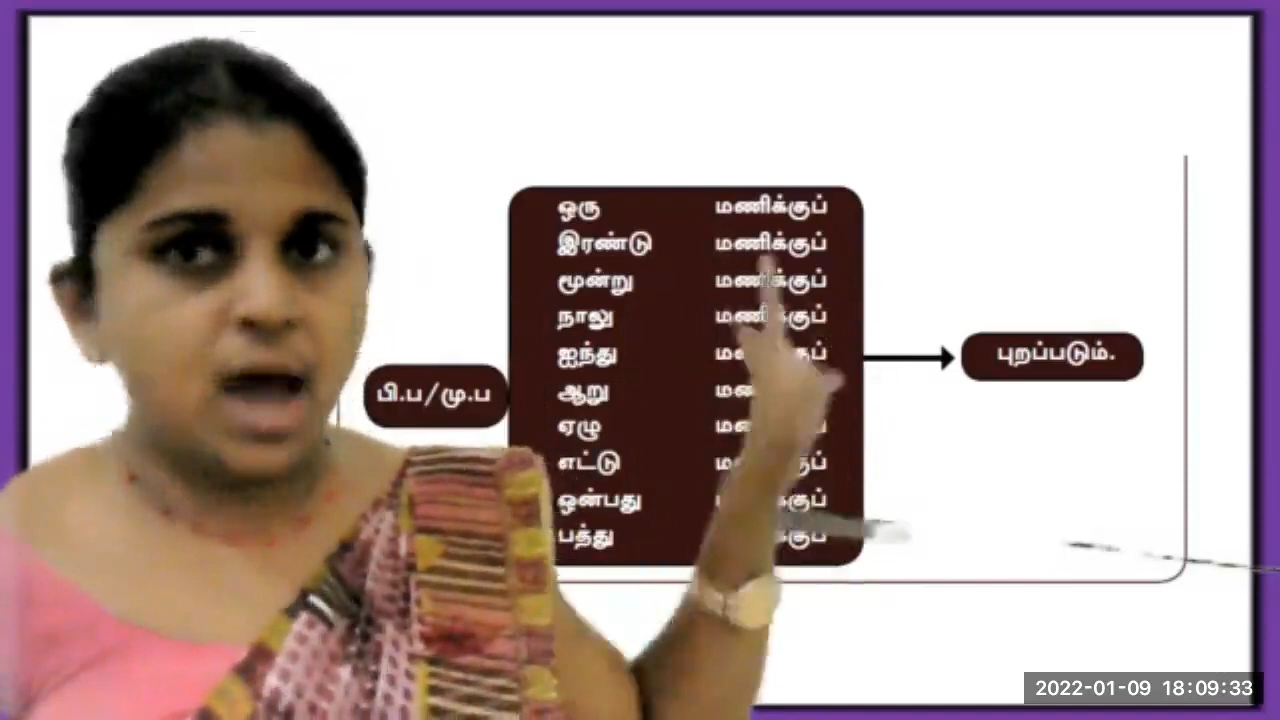 ஒரு மணிக்குப்
இரண்டு மணிக்குப்
மூன்று மணிக்குப்
நாலு
ஐந்து
ஆறு
ஏழு
எட்டு
ஒன்பது
பத்து
பி.ப/மு.ப
புறப்படும்.
2022-01-09 18:09:33